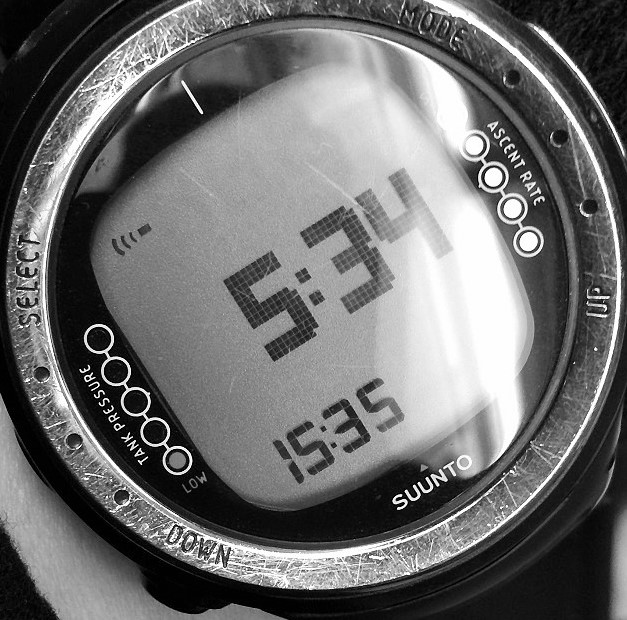 MODE
ASCENT RATE
SELECT
5:34
UP
TANK PRESSURE
15:35
LOW
SUUNTO
DOWN